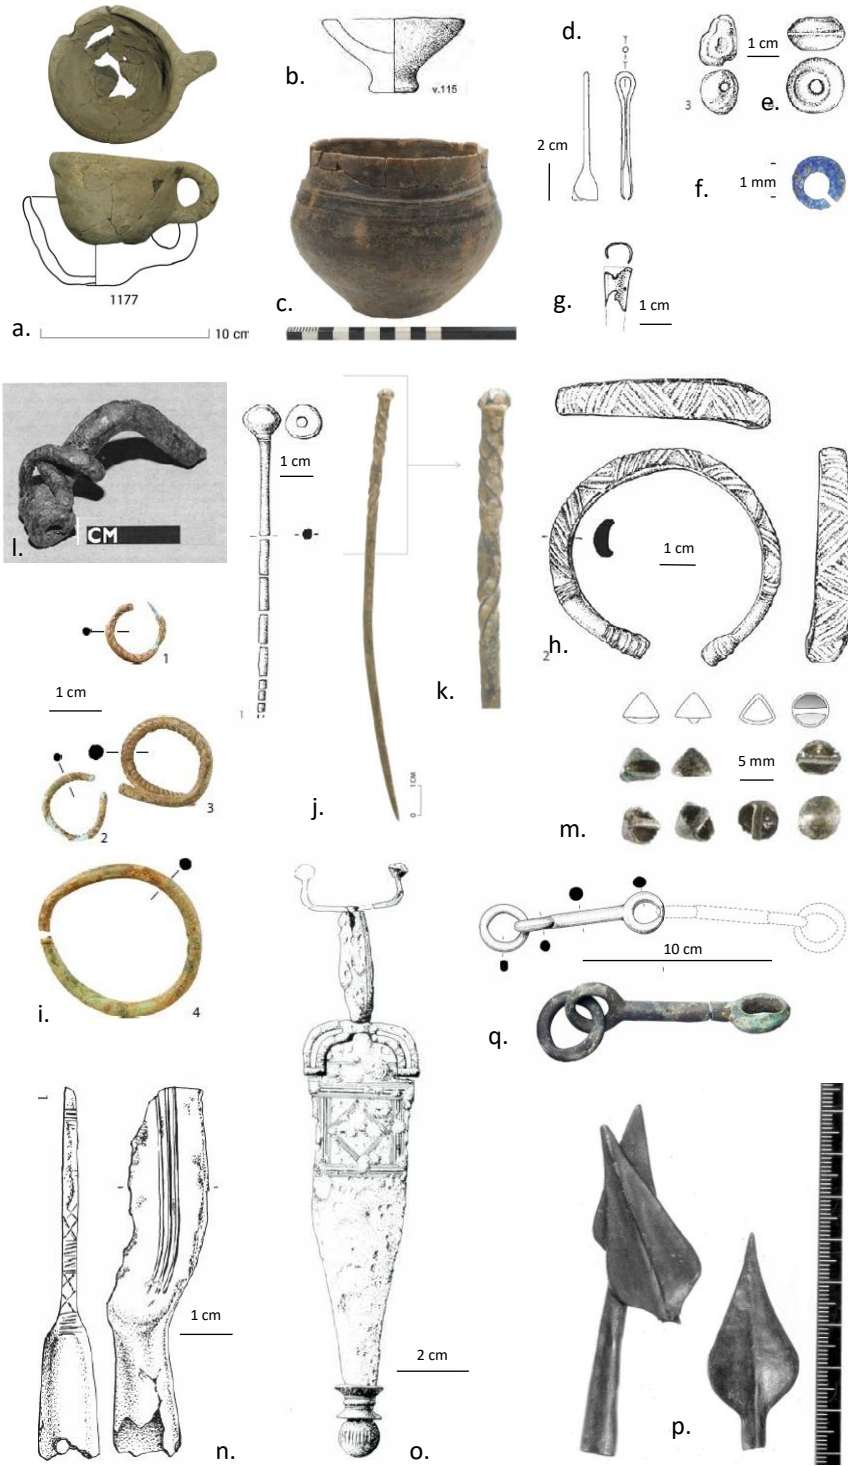 1177
a.
10 cm
b.
v.115
c.
d.
2 cm
1 cm
3
e.
f.
1 mm
g.
1 cm
l.
CM
1 cm
1
j.
0 1CM
k.
h.
1 cm
2
1
1 cm
2
3
4
i.
5 mm
m.
10 cm
q.
n.
1 cm
o.
2 cm
p.